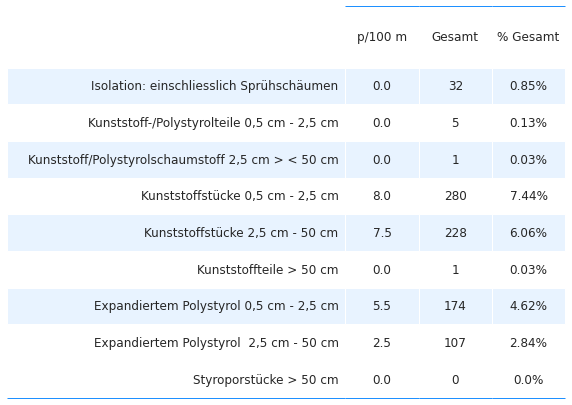 p/100 m Gesamt % Gesamt
Isolation: einschliesslich Sprühschäumen 0.0 32 0.85%
Kunststoff-/Polystyrolteile 0,5 cm - 2,5 cm 0.0 5 0.13%
Kunststoff/Polystyrolschaumstoff 2,5 cm > < 50 cm 0.0 1 0.03%
Kunststoffstücke 0,5 cm - 2,5 cm 8.0 280 7.44%
Kunststoffstücke 2,5 cm - 50 cm 7.5 228 6.06%
Kunststoffteile > 50 cm 0.0 1 0.03%
Expandiertem Polystyrol 0,5 cm - 2,5 cm 5.5 174 4.62%
Expandiertem Polystyrol  2,5 cm - 50 cm 2.5 107 2.84%
Styroporstücke > 50 cm 0.0 0 0.0%